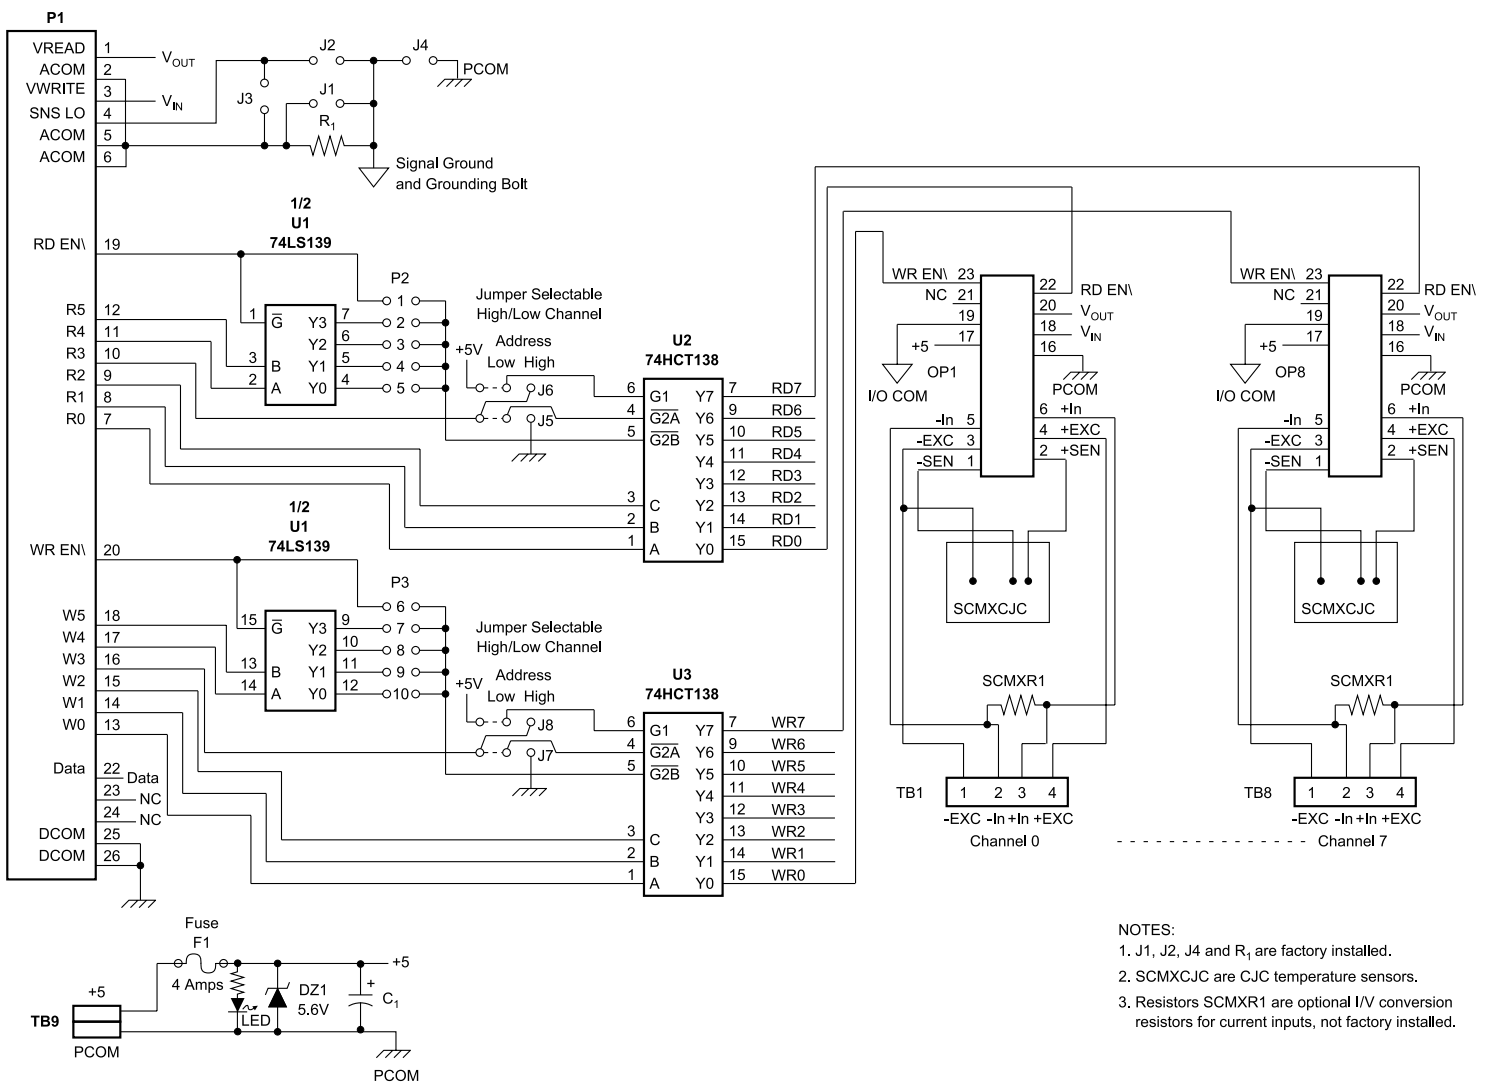 P1
VREAD 1 V_OUT
ACOM 2
VWRITE 3 V_IN
SNS LO 4
ACOM 5
ACOM 6
J2
J4
PCOM
J3
J1
R₁
Signal Ground
and Grounding Bolt
1/2
U1
74LS139
RD EN\ 19
R5 12
R4 11
R3 10
R2 9
R1 8
R0 7
1 G̅ Y3 7
Y2 6
3 B Y1 5
2 A Y0 4
P2
1
2
3
4
5
Jumper Selectable
High/Low Channel
+5V Address
Low High
J6
J5
U2
74HCT138
6 G1 Y7 7 RD7
4 G2A Y6 9 RD6
5 G2B Y5 10 RD5
Y4 11 RD4
Y3 12 RD3
3 C Y2 13 RD2
2 B Y1 14 RD1
1 A Y0 15 RD0
1/2
U1
74LS139
WR EN\ 20
W5 18
W4 17
W3 16
W2 15
W1 14
W0 13
15 G̅ Y3 9
Y2 10
13 B Y1 11
14 A Y0 12
P3
6
7
8
9
10
Jumper Selectable
High/Low Channel
+5V Address
Low High
J8
J7
U3
74HCT138
6 G1 Y7 7 WR7
4 G2A Y6 9 WR6
5 G2B Y5 10 WR5
Y4 11 WR4
Y3 12 WR3
3 C Y2 13 WR2
2 B Y1 14 WR1
1 A Y0 15 WR0
Data 22 Data
23 NC
24 NC
DCOM 25
DCOM 26
WR EN\ 23
22 RD EN\
NC 21
20 V_OUT
19
18 V_IN
+5 17
16
OP1
I/O COM
PCOM
-In 5
6 +In
-EXC 3
4 +EXC
-SEN 1
2 +SEN
SCMXCJC
SCMXR1
TB1 1 2 3 4
-EXC -In +In +EXC
Channel 0
WR EN\ 23
22 RD EN\
NC 21
20 V_OUT
19
18 V_IN
+5 17
16
OP8
I/O COM
PCOM
-In 5
6 +In
-EXC 3
4 +EXC
-SEN 1
2 +SEN
SCMXCJC
SCMXR1
TB8 1 2 3 4
-EXC -In +In +EXC
Channel 7
Fuse
F1
4 Amps
+5
LED
DZ1
5.6V
+
C₁
+5
TB9
PCOM
PCOM
NOTES:
1. J1, J2, J4 and R₁ are factory installed.
2. SCMXCJC are CJC temperature sensors.
3. Resistors SCMXR1 are optional I/V conversion
resistors for current inputs, not factory installed.